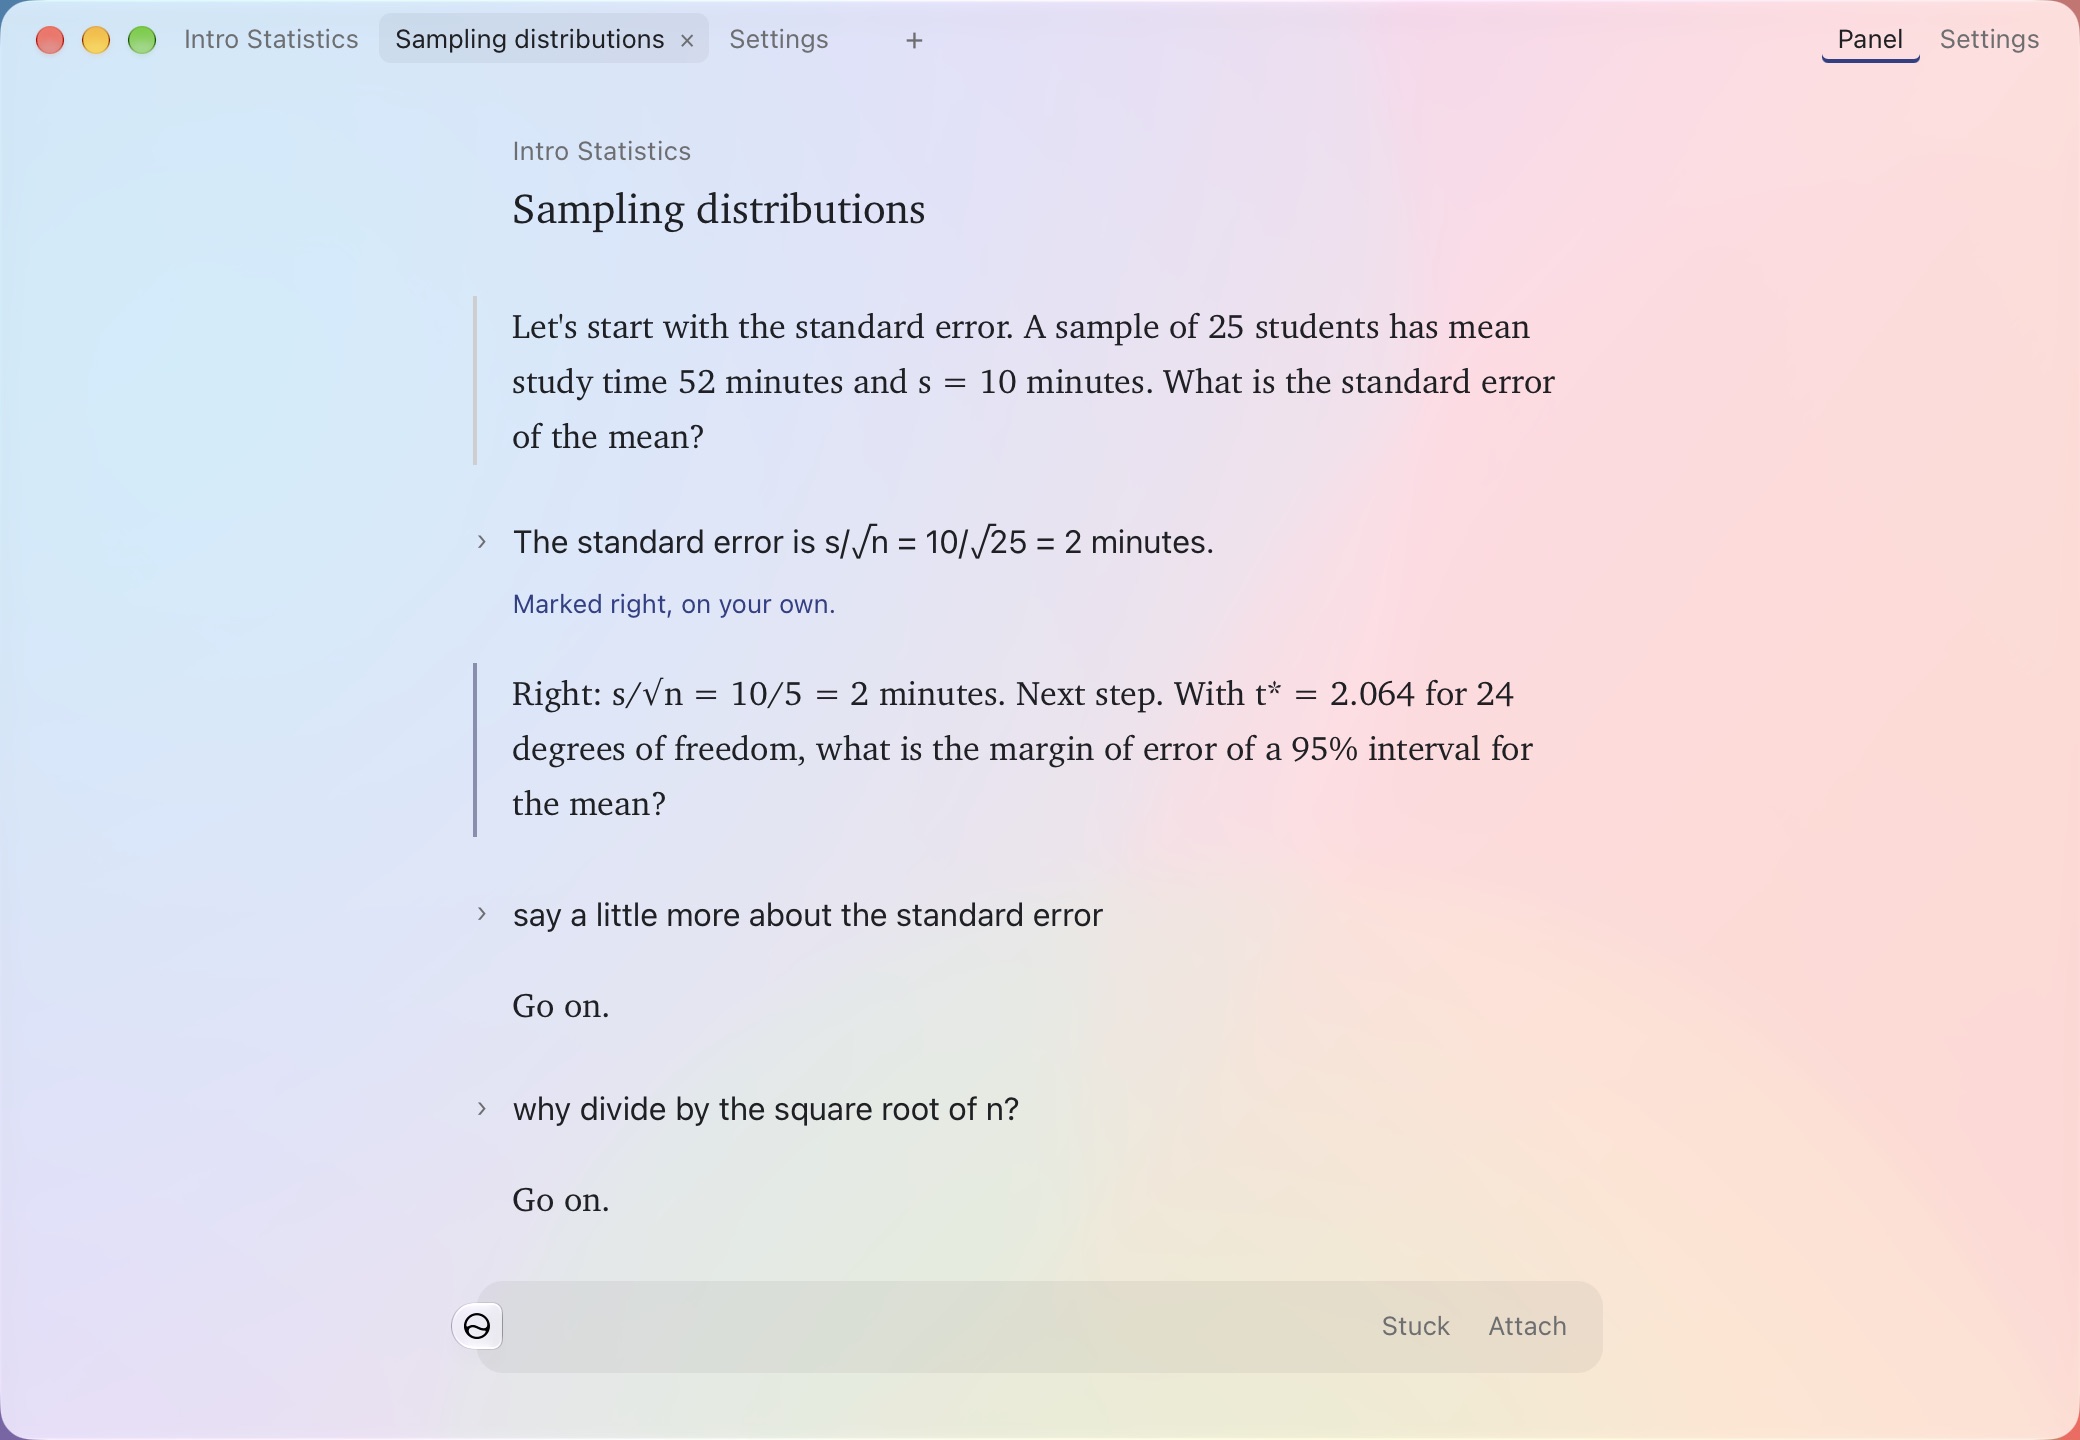 Intro Statistics
Sampling distributions ×
Settings
+
Panel
Settings
Intro Statistics
Sampling distributions
Let's start with the standard error. A sample of 25 students has mean
study time 52 minutes and s = 10 minutes. What is the standard error
of the mean?
› The standard error is s/√n = 10/√25 = 2 minutes.
Marked right, on your own.
Right: s/√n = 10/5 = 2 minutes. Next step. With t* = 2.064 for 24
degrees of freedom, what is the margin of error of a 95% interval for
the mean?
› say a little more about the standard error
Go on.
› why divide by the square root of n?
Go on.
Stuck
Attach